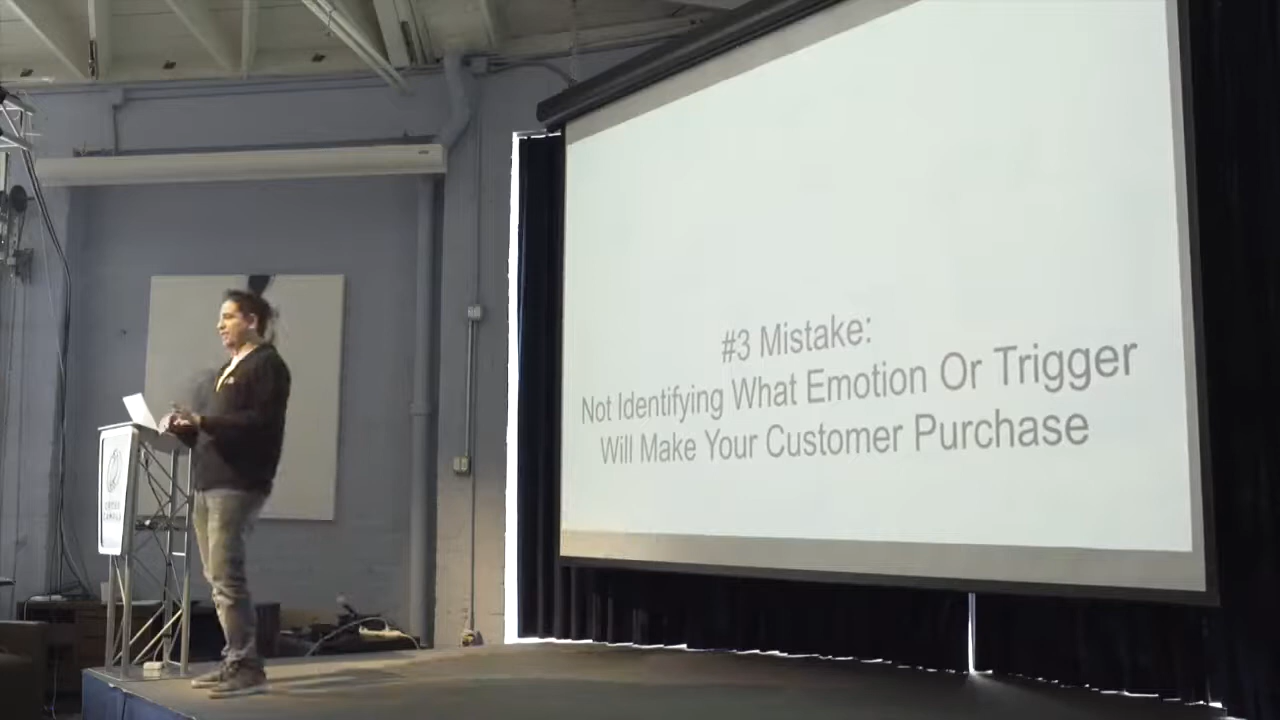 #3 Mistake:
Not Identifying What Emotion Or Trigger
Will Make Your Customer Purchase